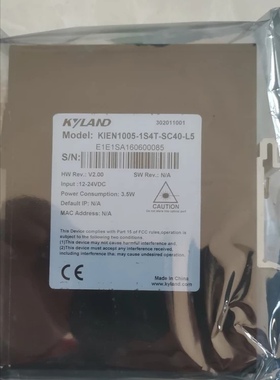 KYLAND
302011001
Model: KIEN1005-1S4T-SC40-L5
E1E1SA160600085
S/N:
HW Rev.: V2.00 SW Rev.: N/A
Input :12-24VDC
Power Consumption: 3.5W
Default IP: N/A
MAC Address: N/A
CAUTION
This Device complies with Part 15 of FCC rules,operation is
subject to the following conditions:
(1)This device may not cause harmful interference,and
(2)This device must accept any interference received,
including interference that may cause undesired operation.
CE
Made in China
www.kyland.com